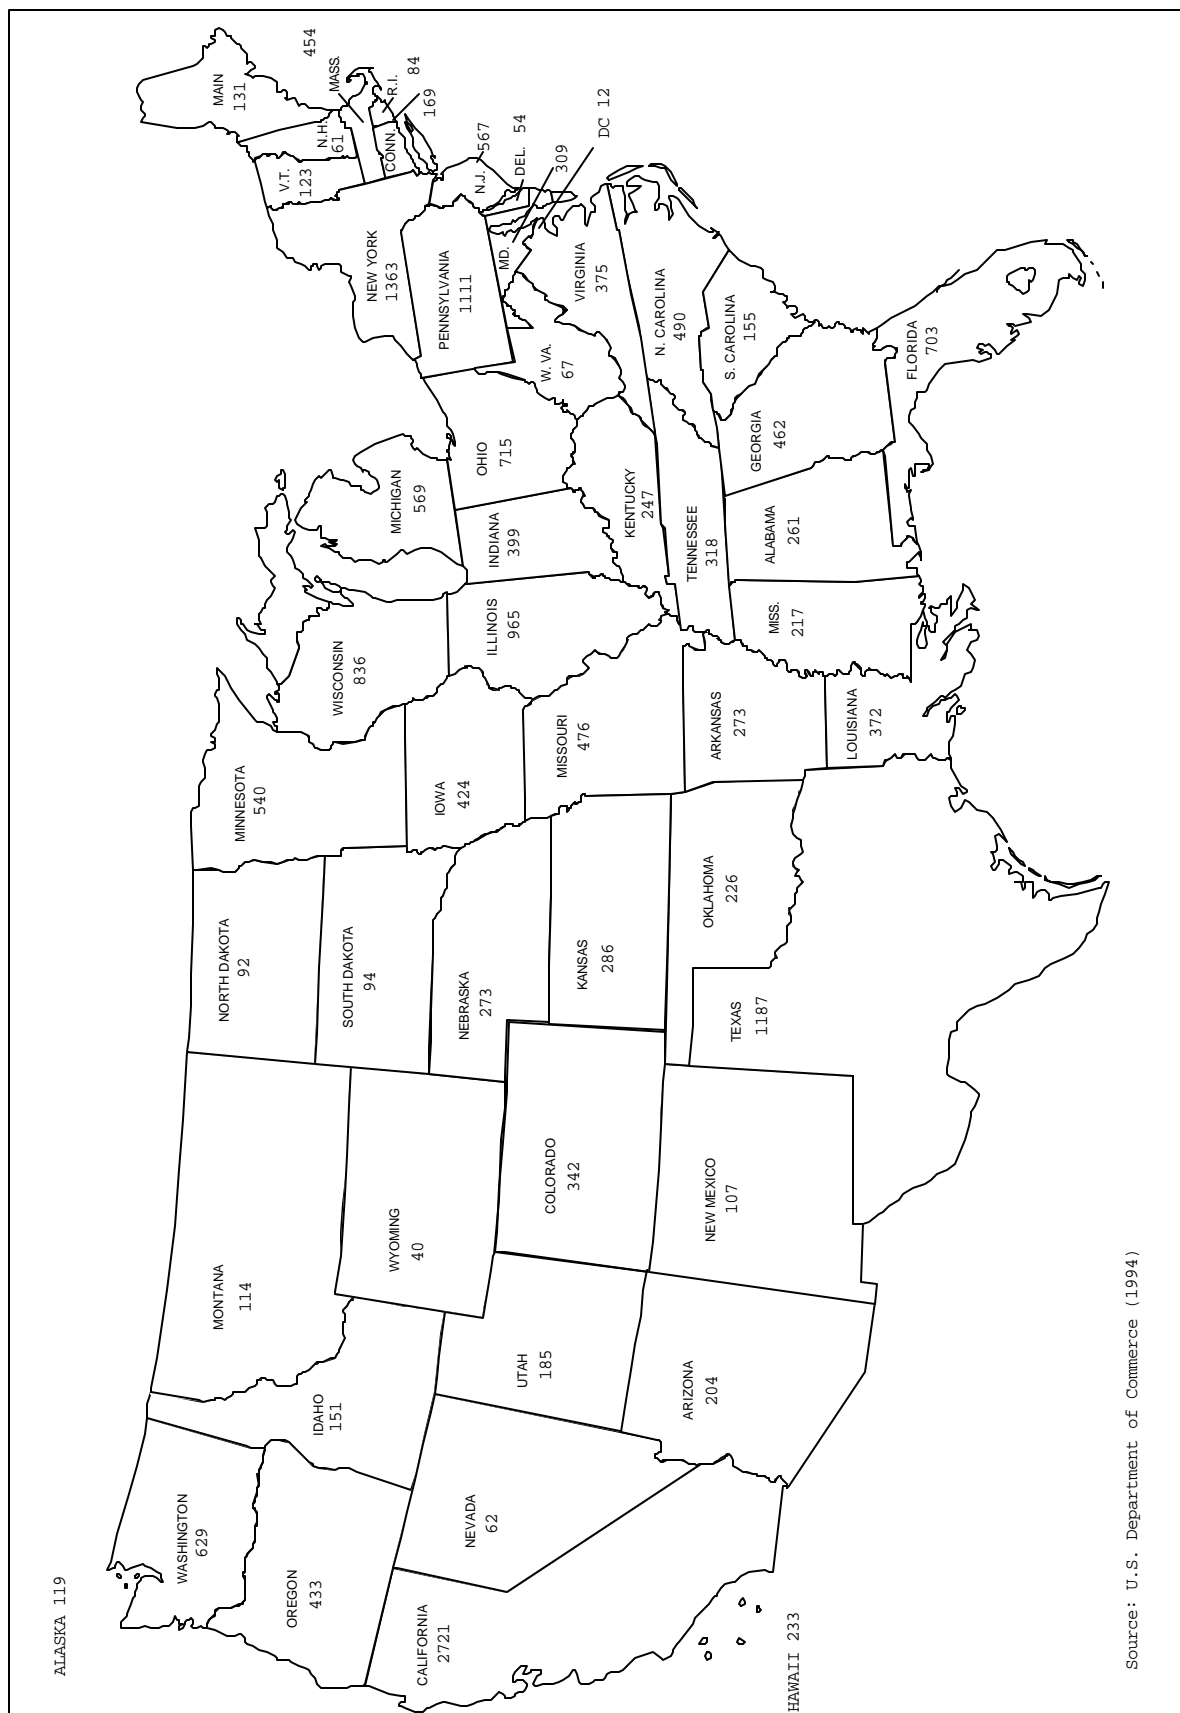 ALASKA 119
WASHINGTON
629
OREGON
433
CALIFORNIA
2721
HAWAII 233
NEVADA
62
IDAHO
151
MONTANA
114
WYOMING
40
UTAH
185
ARIZONA
204
COLORADO
342
NEW MEXICO
107
NORTH DAKOTA
92
SOUTH DAKOTA
94
NEBRASKA
273
KANSAS
286
OKLAHOMA
226
TEXAS
1187
MINNESOTA
540
IOWA
424
MISSOURI
476
ARKANSAS
273
LOUISIANA
372
WISCONSIN
836
ILLINOIS
965
MICHIGAN
569
INDIANA
399
OHIO
715
KENTUCKY
247
TENNESSEE
318
MISS.
217
ALABAMA
261
GEORGIA
462
FLORIDA
703
S. CAROLINA
155
N. CAROLINA
490
VIRGINIA
375
W. VA.
67
MD.
309
DC 12
DEL. 54
PENNSYLVANIA
1111
N.J.
567
NEW YORK
1363
CONN.
169
R.I.
84
MASS.
454
V.T.
123
N.H.
61
MAIN
131
Source: U.S. Department of Commerce (1994)